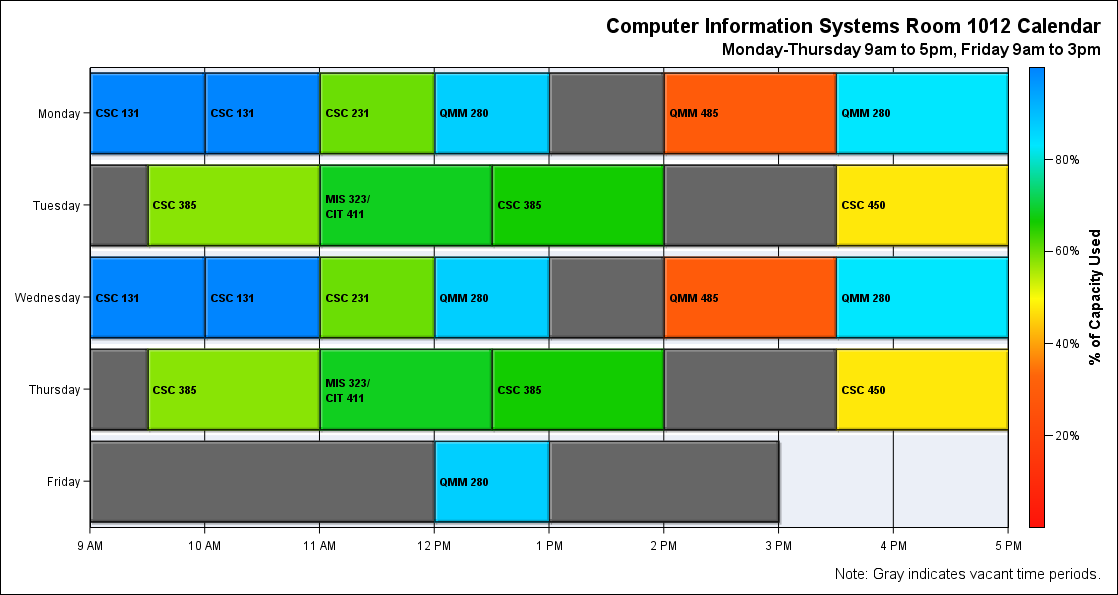 Computer Information Systems Room 1012 Calendar
Monday-Thursday 9am to 5pm, Friday 9am to 3pm
Monday
CSC 131
CSC 131
CSC 231
QMM 280
QMM 485
QMM 280
Tuesday
CSC 385
MIS 323/
CIT 411
CSC 385
CSC 450
Wednesday
CSC 131
CSC 131
CSC 231
QMM 280
QMM 485
QMM 280
Thursday
CSC 385
MIS 323/
CIT 411
CSC 385
CSC 450
Friday
QMM 280
9 AM
10 AM
11 AM
12 PM
1 PM
2 PM
3 PM
4 PM
5 PM
80%
60%
40%
20%
% of Capacity Used
Note: Gray indicates vacant time periods.